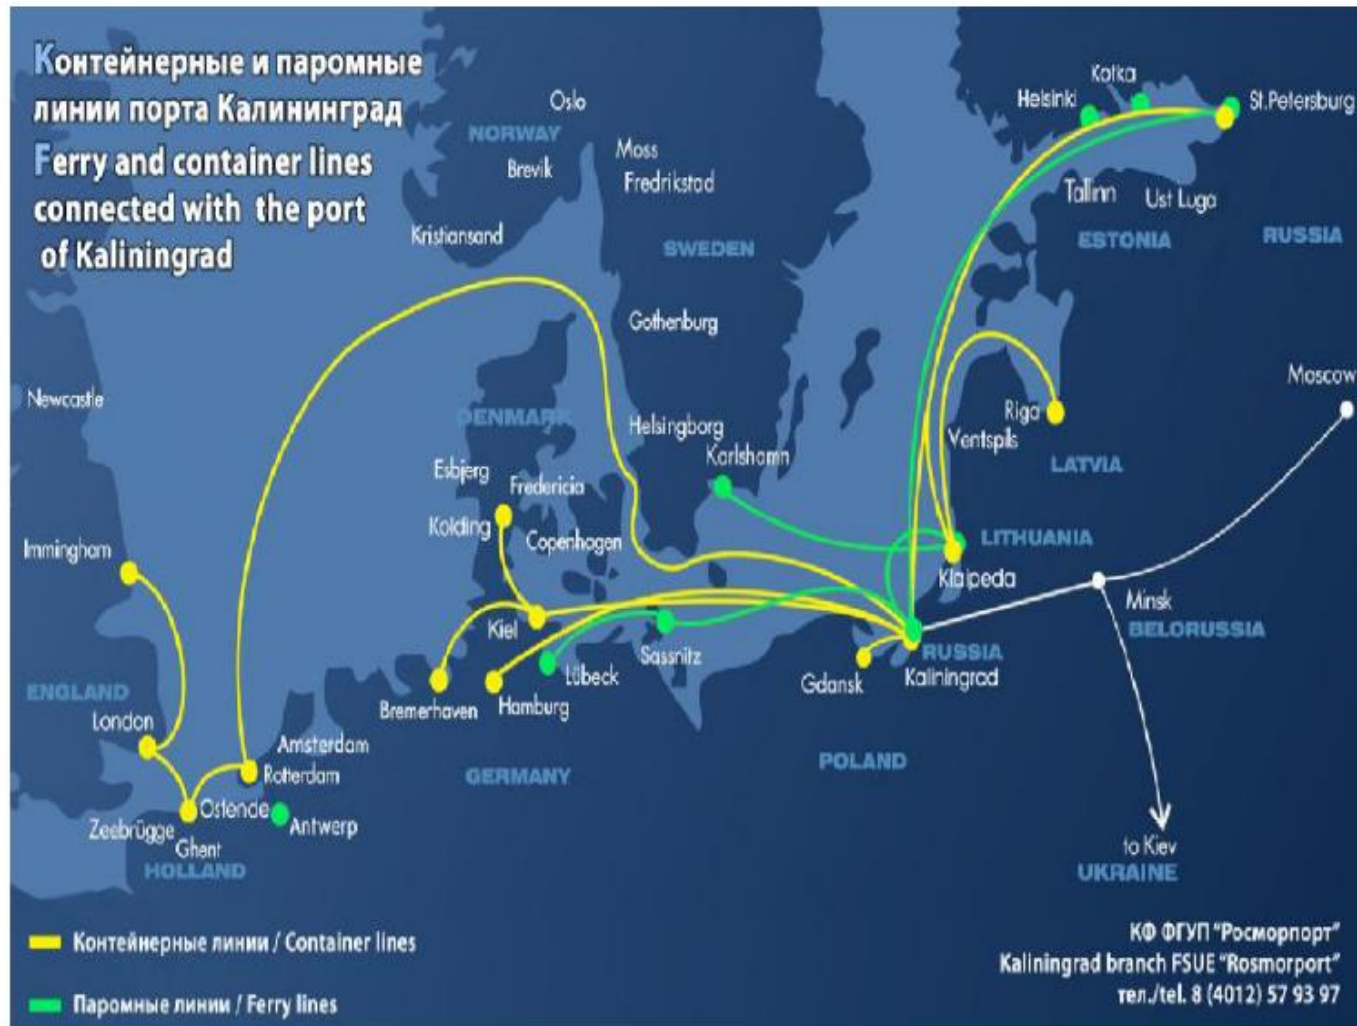 Контейнерные и паромные
линии порта Калининград
Ferry and container lines
connected with the port
of Kaliningrad
Oslo
NORWAY
Brevik
Moss
Fredrikstad
Kristiansand
SWEDEN
Gothenburg
Kotka
Helsinki
St.Petersburg
Tallinn
Ust Luga
ESTONIA
RUSSIA
Moscow
Newcastle
DENMARK
Helsingborg
Karlshamn
Riga
Ventspils
LATVIA
Esbjerg
Fredericia
Kolding
Copenhagen
LITHUANIA
Klaipeda
Immingham
Minsk
BELORUSSIA
Kiel
Sassnitz
Lübeck
RUSSIA
Kaliningrad
Gdansk
Bremerhaven
Hamburg
ENGLAND
London
Amsterdam
Rotterdam
GERMANY
POLAND
Ostende
Zeebrügge
Ghent
Antwerp
HOLLAND
to Kiev
UKRAINE
Контейнерные линии / Container lines
Паромные линии / Ferry lines
КФ ФГУП "Росморпорт"
Kaliningrad branch FSUE "Rosmorport"
тел./tel. 8 (4012) 57 93 97